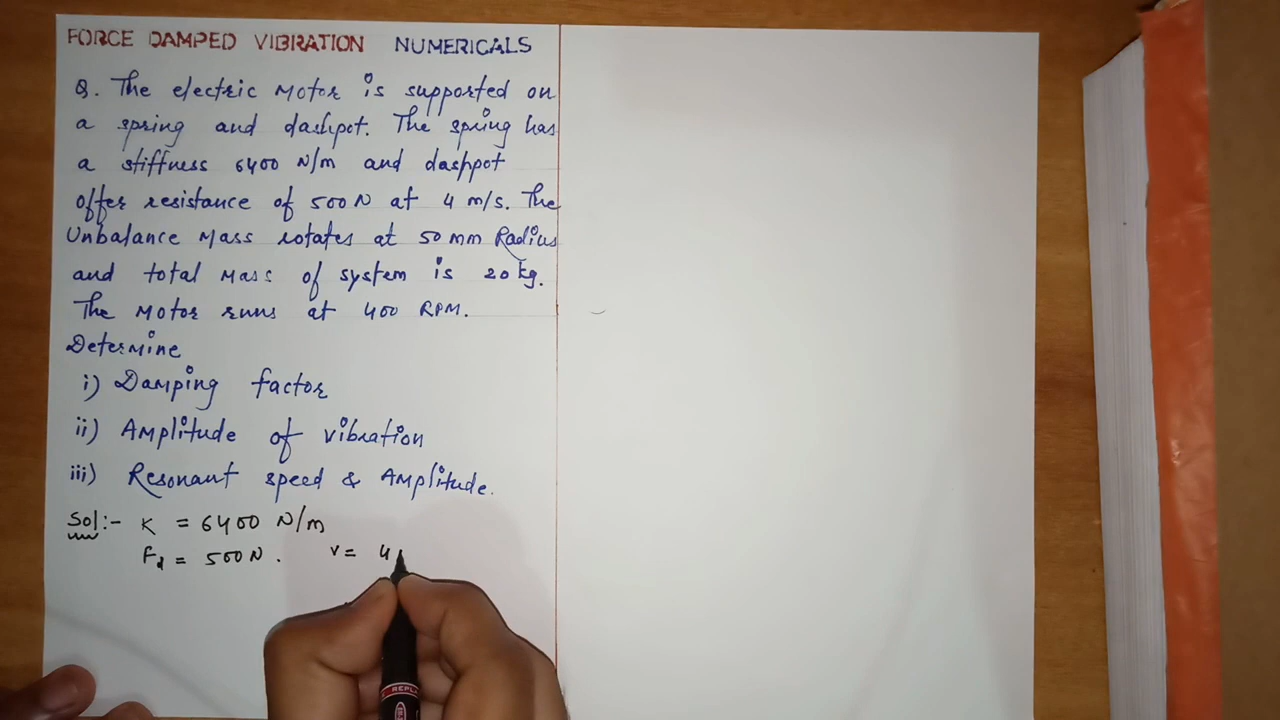 FORCE DAMPED VIBRATION NUMERICALS
Q. The electric Motor is supported on
a spring and dashpot. The spring has
a stiffness 6400 N/m and dashpot
offer resistance of 500N at 4 m/s. The
Unbalance Mass rotates at 50 mm Radius
and total Mass of system is 20 kg.
The Motor runs at 400 RPM.
Determine
i) Damping factor
ii) Amplitude of vibration
iii) Resonant speed & Amplitude.
Sol:- K = 6400 N/m
Fd = 500 N. v = 4
REPL